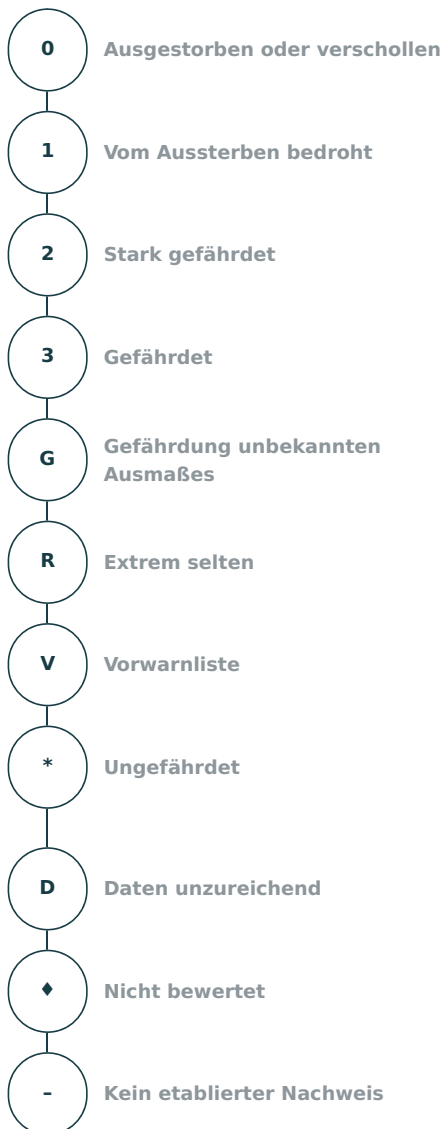 0 Ausgestorben oder verschollen
1 Vom Aussterben bedroht
2 Stark gefährdet
3 Gefährdet
G Gefährdung unbekannten
Ausmaßes
R Extrem selten
V Vorwarnliste
* Ungefährdet
D Daten unzureichend
♦ Nicht bewertet
– Kein etablierter Nachweis